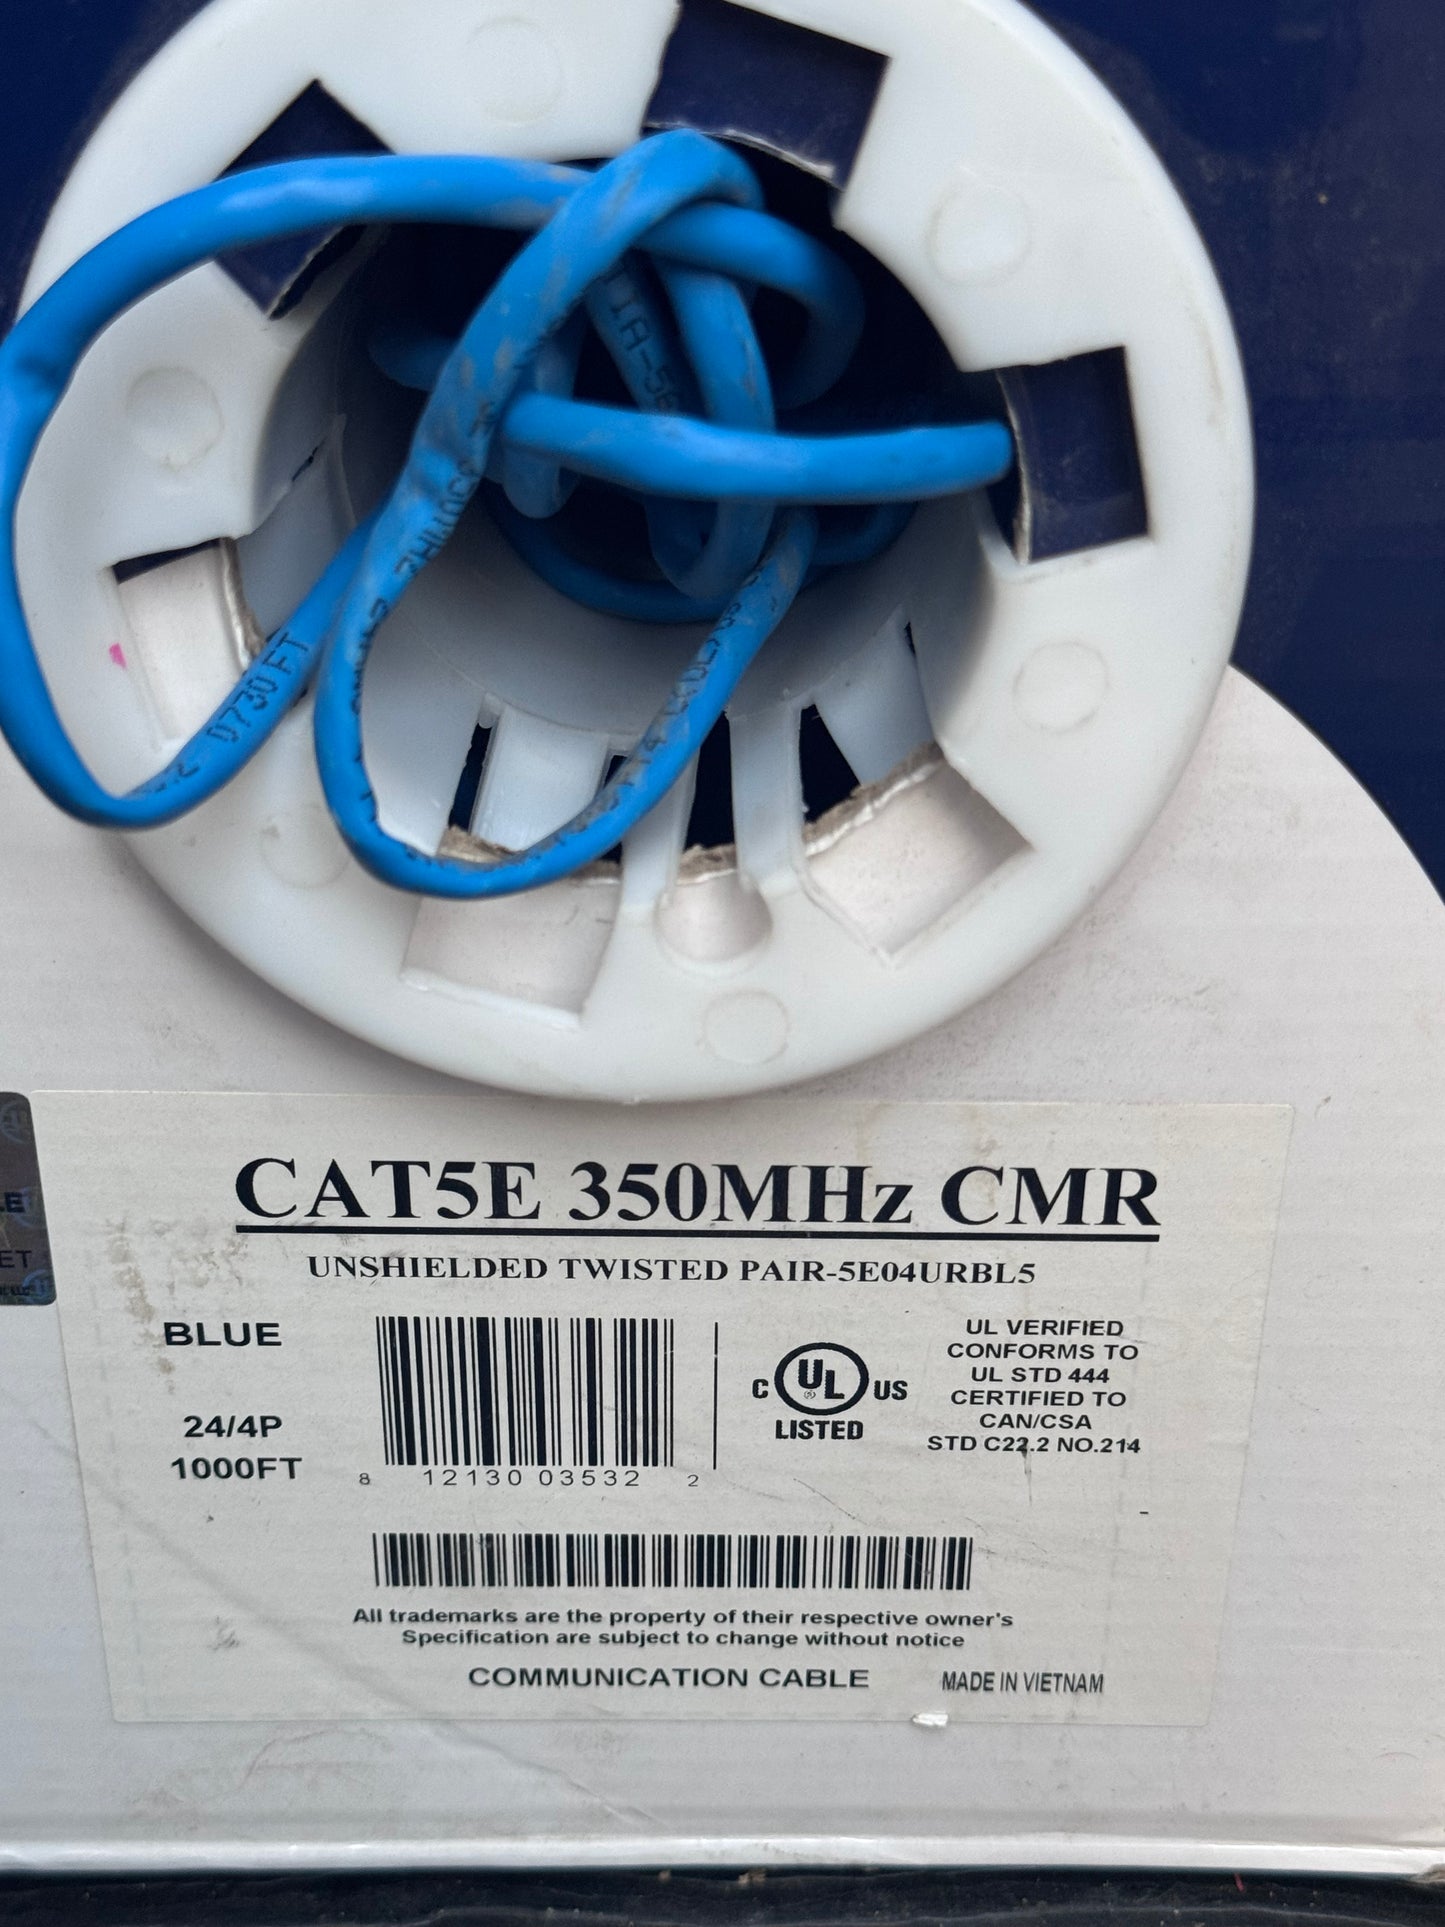 TIA-56
0730 FT
CAT5E 350MHz CMR
UNSHIELDED TWISTED PAIR-5E04URBL5
BLUE
24/4P
1000FT
8 12130 03532 2
C UL US
LISTED
UL VERIFIED
CONFORMS TO
UL STD 444
CERTIFIED TO
CAN/CSA
STD C22.2 NO.214
All trademarks are the property of their respective owner's
Specification are subject to change without notice
COMMUNICATION CABLE
MADE IN VIETNAM